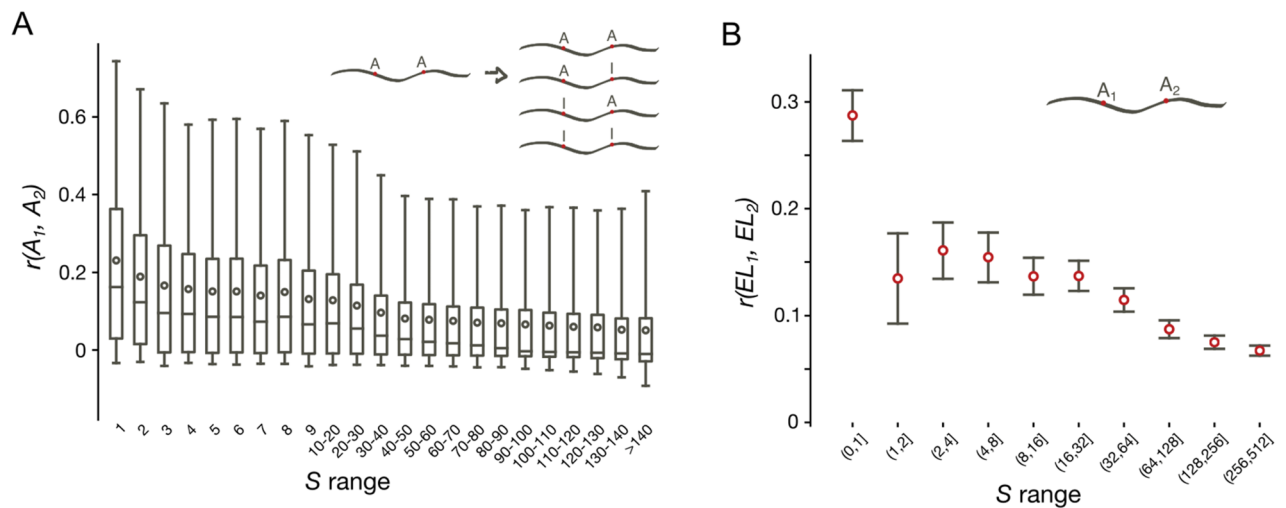 A
r(A1, A2)
0.6
0.4
0.2
0
A A
A A
A I
I A
I I
1 2 3 4 5 6 7 8 9 10-20 20-30 30-40 40-50 50-60 60-70 70-80 80-90 90-100 100-110 110-120 120-130 130-140 >140
S range
B
r(EL1, EL2)
0.3
0.2
0.1
0
A1 A2
(0,1] (1,2] (2,4] (4,8] (8,16] (16,32] (32,64] (64,128] (128,256] (256,512]
S range